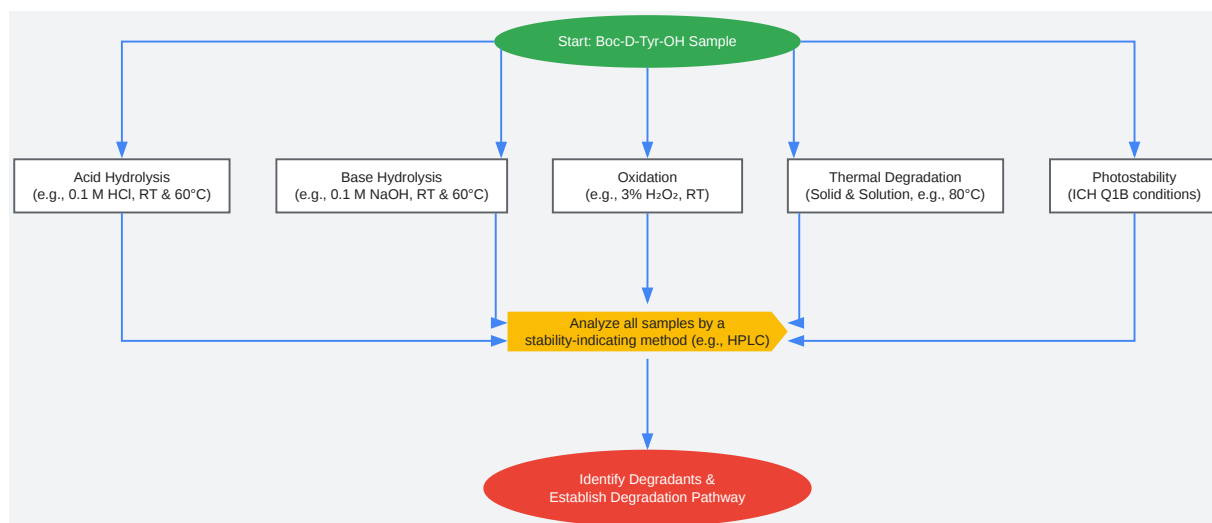 Start: Boc-D-Tyr-OH Sample
Acid Hydrolysis
(e.g., 0.1 M HCl, RT & 60°C)
Base Hydrolysis
(e.g., 0.1 M NaOH, RT & 60°C)
Oxidation
(e.g., 3% H₂O₂, RT)
Thermal Degradation
(Solid & Solution, e.g., 80°C)
Photostability
(ICH Q1B conditions)
Analyze all samples by a
stability-indicating method (e.g., HPLC)
Identify Degradants &
Establish Degradation Pathway